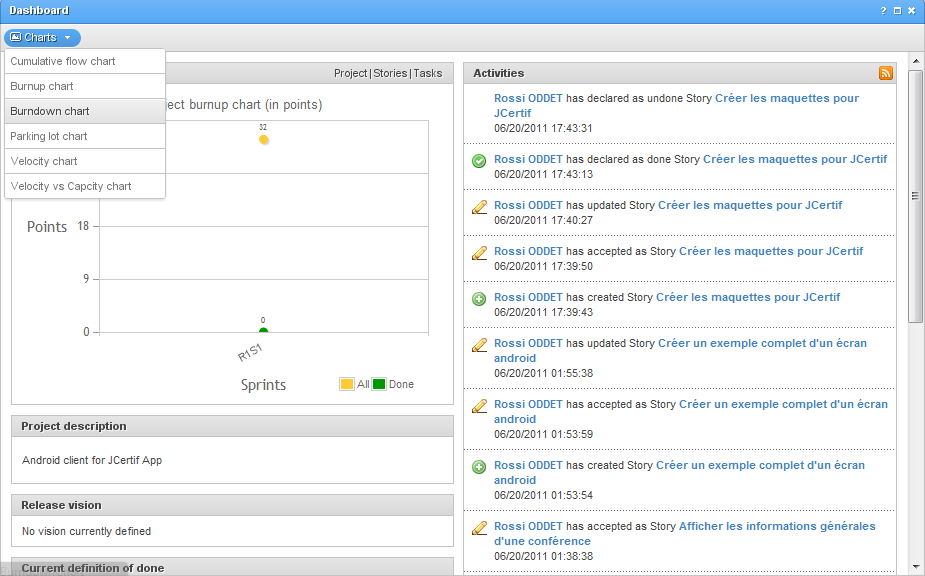 Dashboard
?
Charts
Cumulative flow chart
Burnup chart
Burndown chart
Parking lot chart
Velocity chart
Velocity vs Capcity chart
Project|Stories|Tasks
ject burnup chart (in points)
32
Points
18
9
0
0
R1S1
Sprints
All Done
Project description
Android client for JCertif App
Release vision
No vision currently defined
Current definition of done
Activities
Rossi ODDET has declared as undone Story Créer les maquettes pour
JCertif
06/20/2011 17:43:31
Rossi ODDET has declared as done Story Créer les maquettes pour JCertif
06/20/2011 17:43:13
Rossi ODDET has updated Story Créer les maquettes pour JCertif
06/20/2011 17:40:27
Rossi ODDET has accepted as Story Créer les maquettes pour JCertif
06/20/2011 17:39:50
Rossi ODDET has created Story Créer les maquettes pour JCertif
06/20/2011 17:39:43
Rossi ODDET has updated Story Créer un exemple complet d'un écran
android
06/20/2011 01:55:38
Rossi ODDET has accepted as Story Créer un exemple complet d'un écran
android
06/20/2011 01:53:59
Rossi ODDET has created Story Créer un exemple complet d'un écran
android
06/20/2011 01:53:54
Rossi ODDET has accepted as Story Afficher les informations générales
d'une conférence
06/20/2011 01:38:38